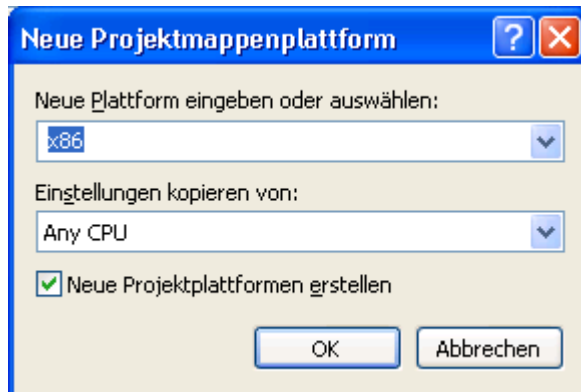 Neue Projektmappenplattform
Neue Plattform eingeben oder auswählen:
x86
Einstellungen kopieren von:
Any CPU
Neue Projektplattformen erstellen
OK Abbrechen